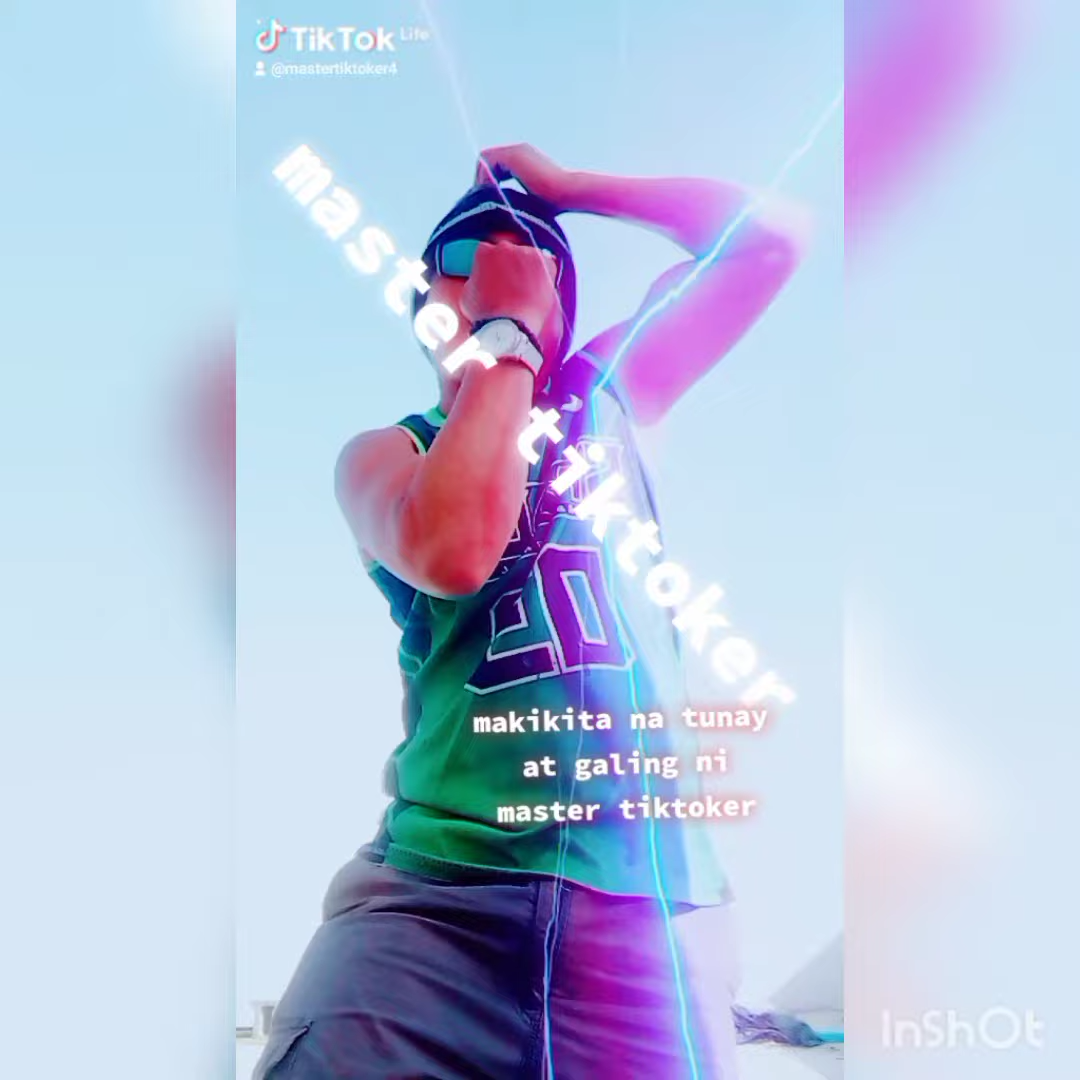 TikTok Life
@mastertiktoker4
master tiktoker
20
makikita na tunay
at galing ni
master tiktoker
InShOt